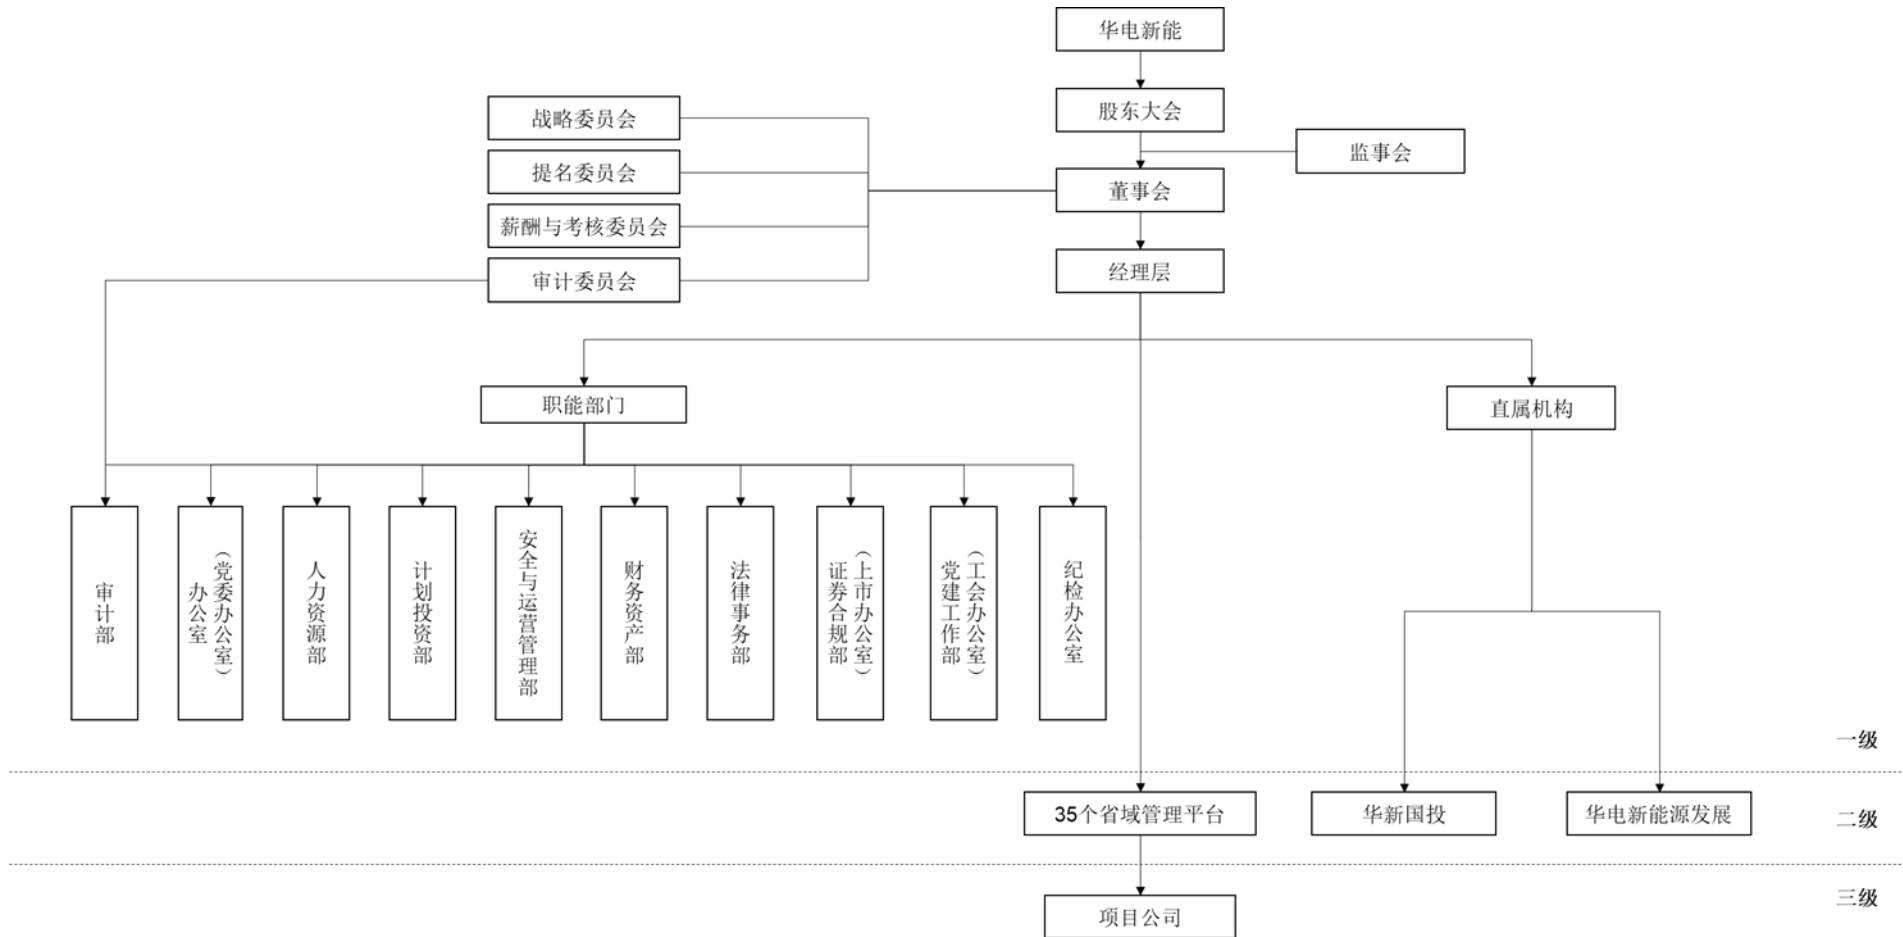 华电新能
股东大会
战略委员会
监事会
提名委员会
董事会
薪酬与考核委员会
经理层
审计委员会
职能部门
直属机构
审计部
（党委办公室）
办公室
人力资源部
计划投资部
安全与运营管理部
财务资产部
法律事务部
（上市办公室）
证券合规部
（工会办公室）
党建工作部
纪检办公室
一级
35个省域管理平台
华新国投
华电新能源发展
二级
项目公司
三级